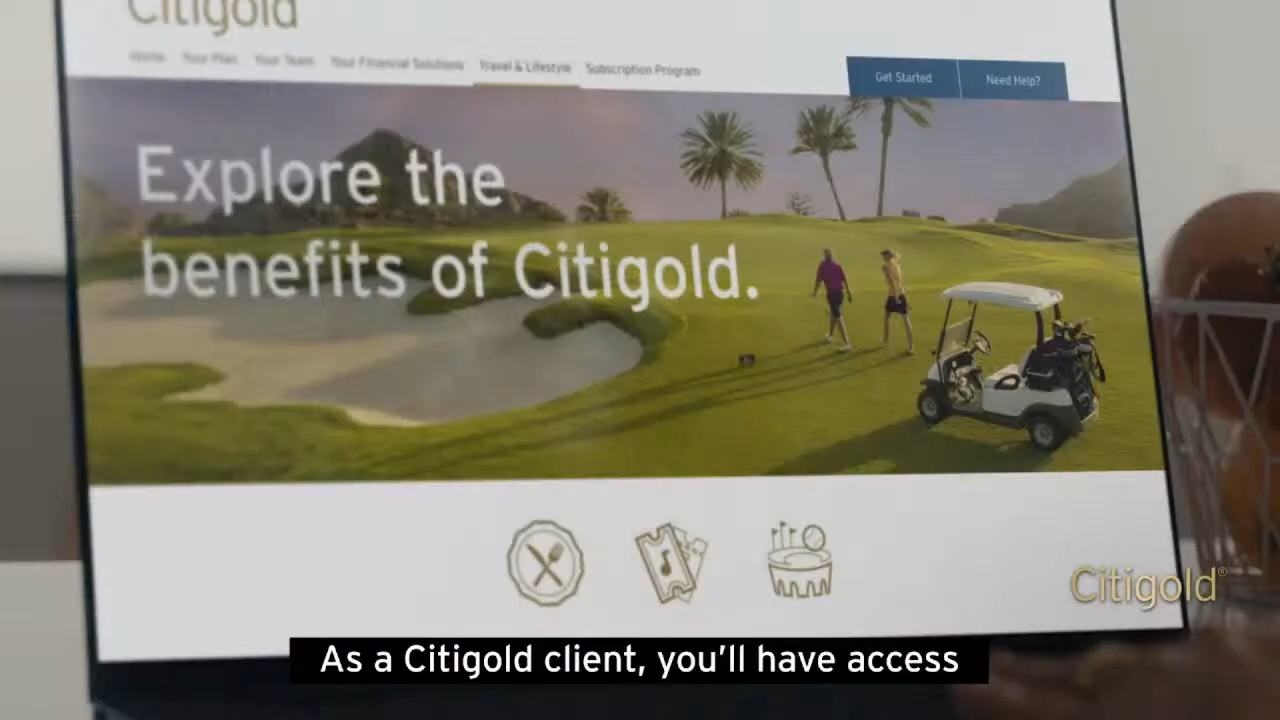 Citigold
Home Your Plan Your Team Your Financial Solutions Travel & Lifestyle Subscription Program
Get Started Need Help?
Explore the
benefits of Citigold.
Citigold®
As a Citigold client, you'll have access